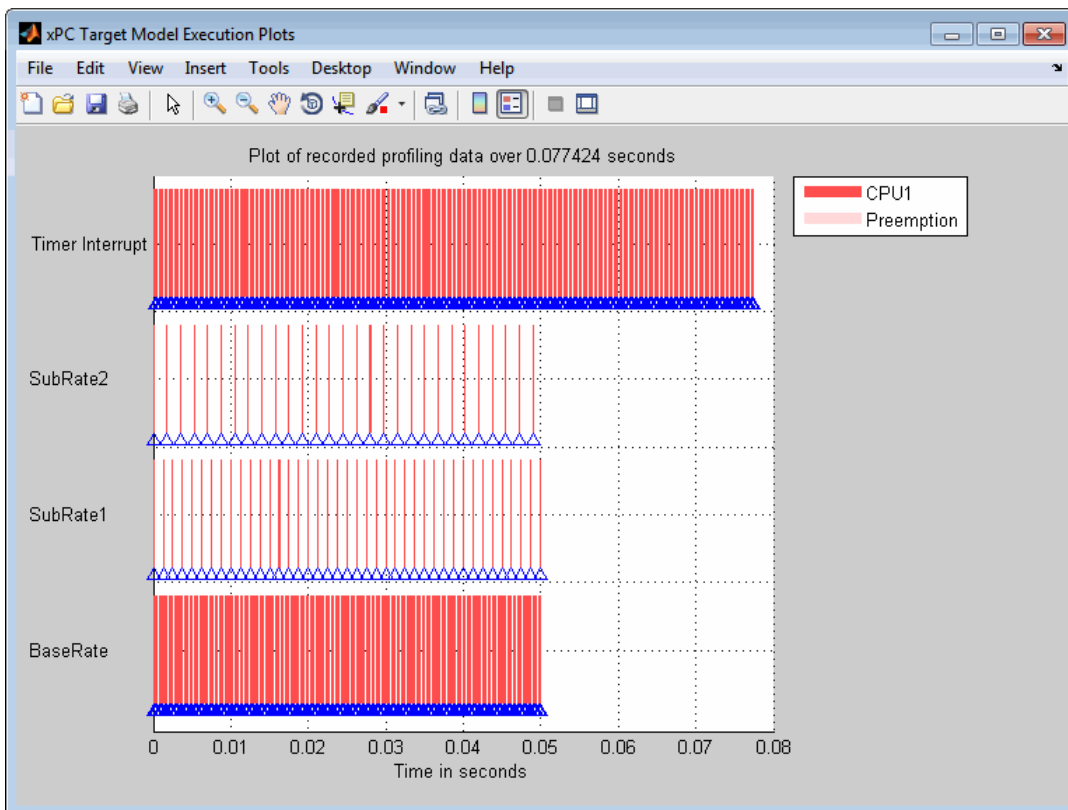 xPC Target Model Execution Plots
File Edit View Insert Tools Desktop Window Help
Plot of recorded profiling data over 0.077424 seconds
CPU1
Preemption
Timer Interrupt
SubRate2
SubRate1
BaseRate
0 0.01 0.02 0.03 0.04 0.05 0.06 0.07 0.08
Time in seconds